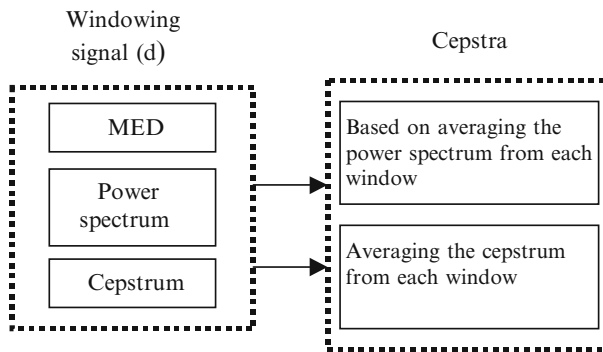 Windowing
signal (d)
MED
Power
spectrum
Cepstrum
Cepstra
Based on averaging the
power spectrum from each
window
Averaging the cepstrum
from each window